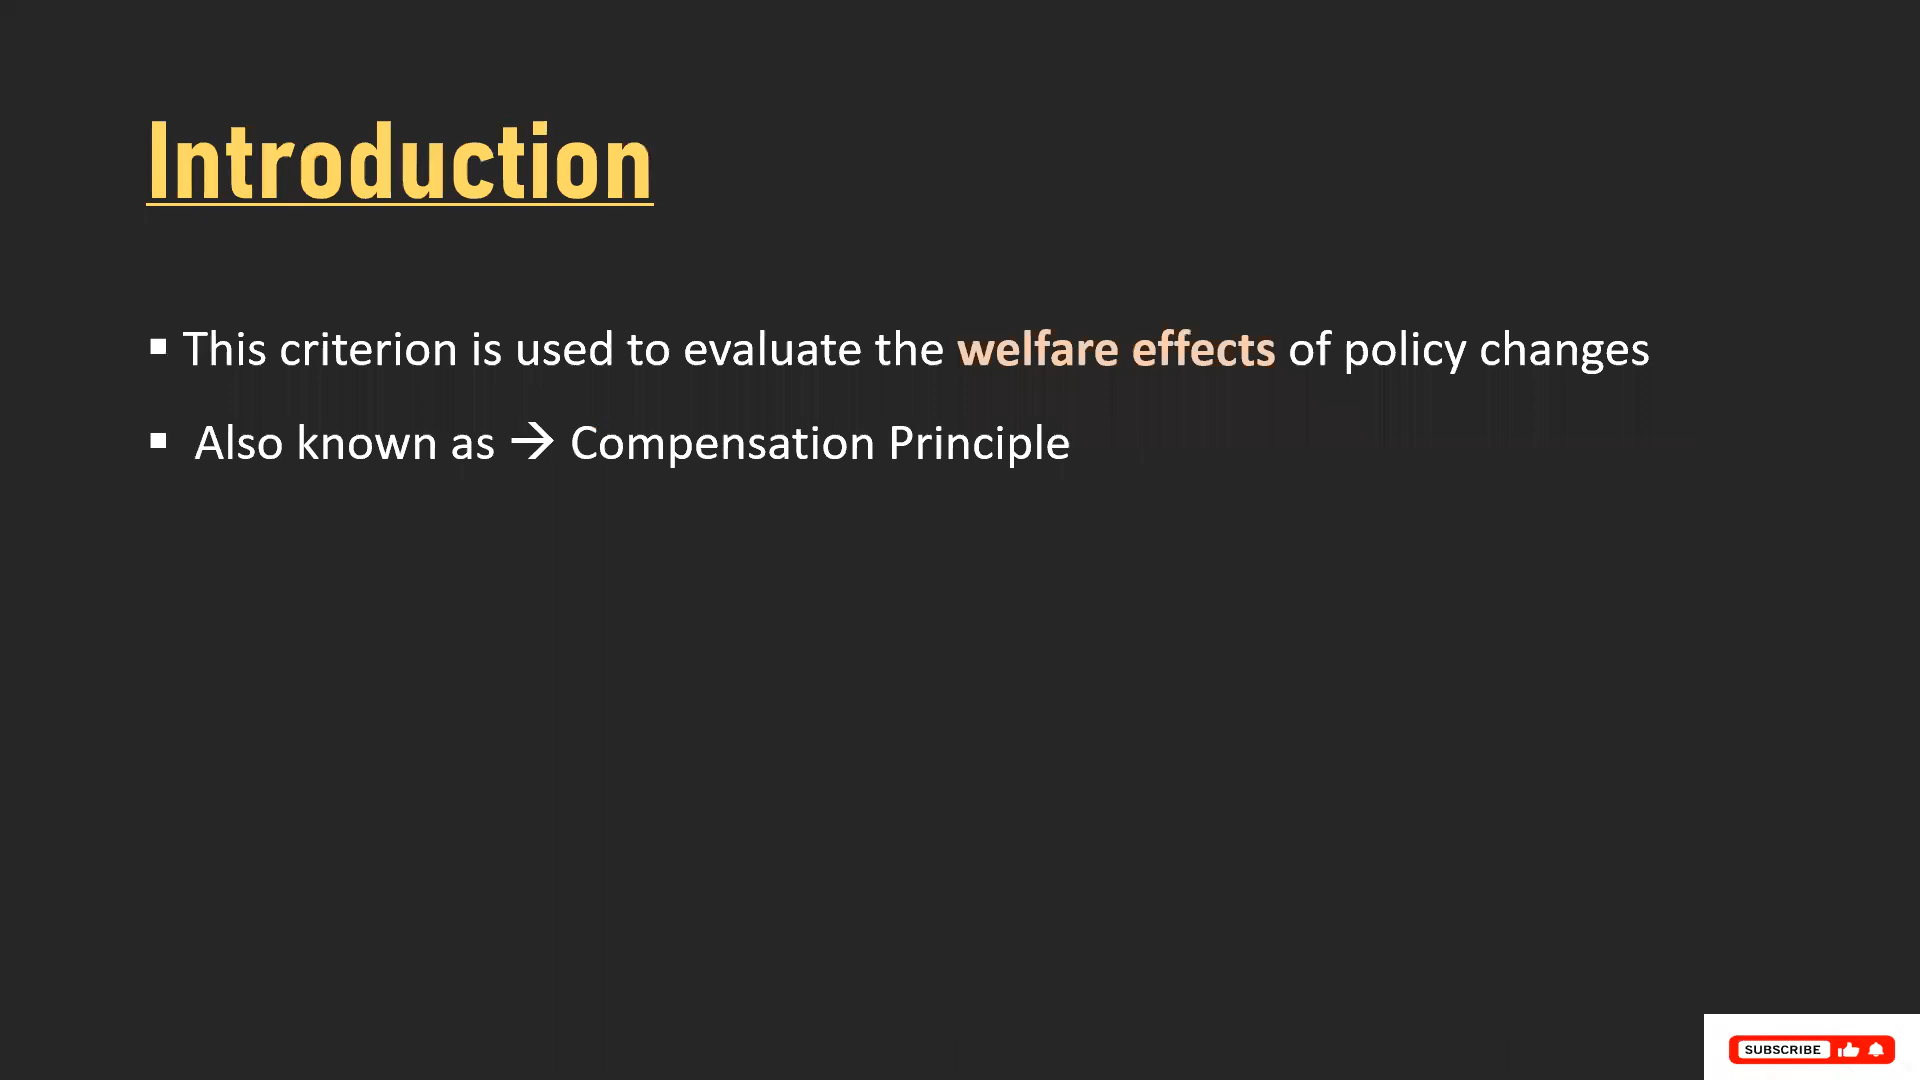 Introduction
▪ This criterion is used to evaluate the welfare effects of policy changes
▪ Also known as → Compensation Principle
SUBSCRIBE